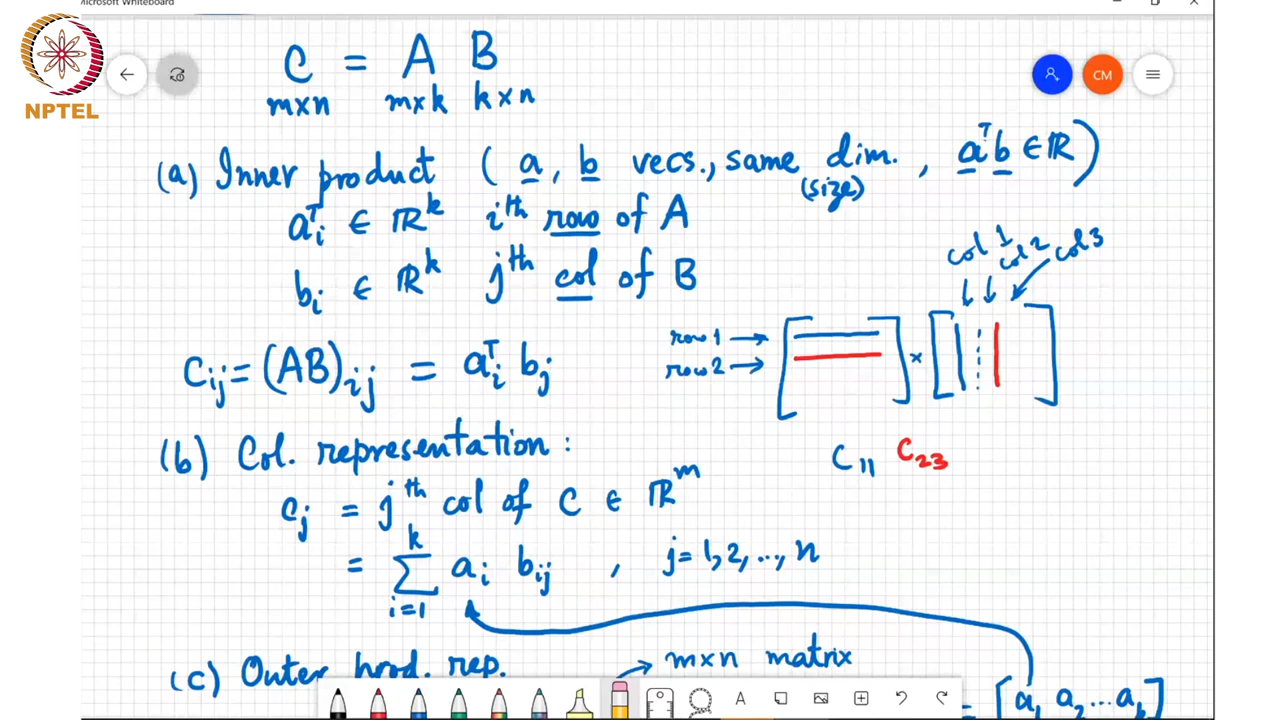 Microsoft Whiteboard
NPTEL
CM
C = A B
m×n m×k k×n
(a) Inner product (a, b vecs., same dim. (size), aᵀb ∈ ℝ)
aᵢᵀ ∈ ℝᵏ iᵗʰ row of A
bᵢ ∈ ℝᵏ jᵗʰ col of B
col 1 col 2 col 3
row 1 →
row 2 →
×
Cᵢⱼ = (AB)ᵢⱼ = aᵢᵀ bⱼ
C₁₁ C₂₃
(b) Col. representation :
cⱼ = jᵗʰ col of C ∈ ℝᵐ
= ∑ᵢ₌₁ᵏ aᵢ bᵢⱼ , j = 1, 2, ..., n
(c) Outer prod. rep. → m×n matrix
= [a₁ a₂ ... aₖ]
A